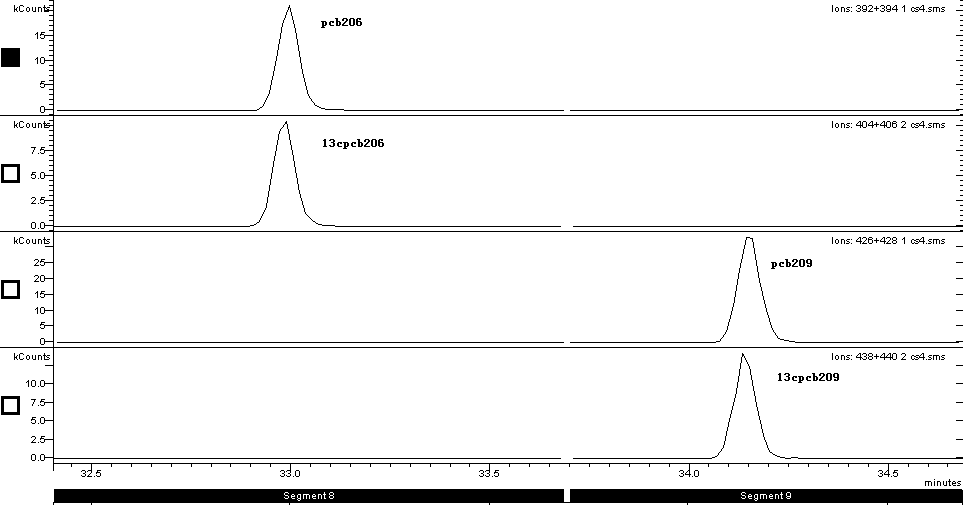 kCounts Ions: 392+394 1 cs4.sms
pcb206
15
10
5
0
kCounts Ions: 404+406 2 cs4.sms
13cpcb206
7.5
5.0
2.5
0.0
kCounts Ions: 426+428 1 cs4.sms
pcb209
25
20
15
10
5
0
kCounts Ions: 438+440 2 cs4.sms
13cpcb209
10.0
7.5
5.0
2.5
0.0
32.5 33.0 33.5 34.0 34.5
minutes
Segment 8 Segment 9